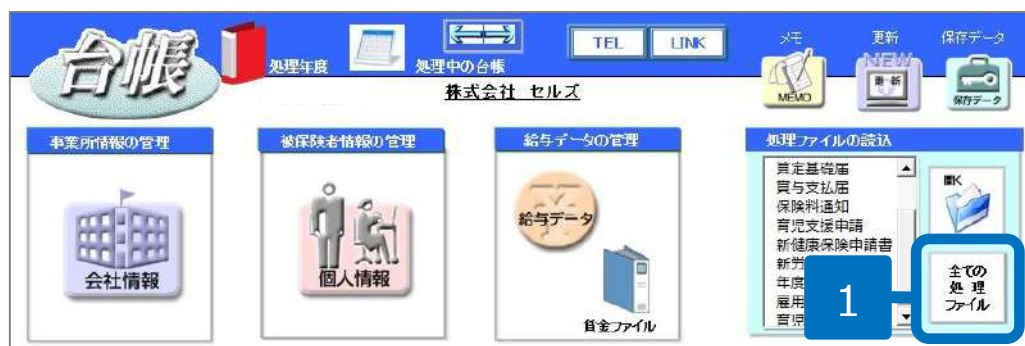 台帳
処理年度
処理中の台帳
TEL
LINK
メモ
MEMO
更新
NEW
更新
保存データ
保存データ
株式会社 セルズ
事業所情報の管理
会社情報
被保険者情報の管理
個人情報
給与データの管理
給与データ
賃金ファイル
処理ファイルの読込
算定基礎届
賞与支払届
保険料通知
育児支援申請
新健康保険申請書
新労
年度
雇用
育児
開く
1
全ての
処 理
ファイル